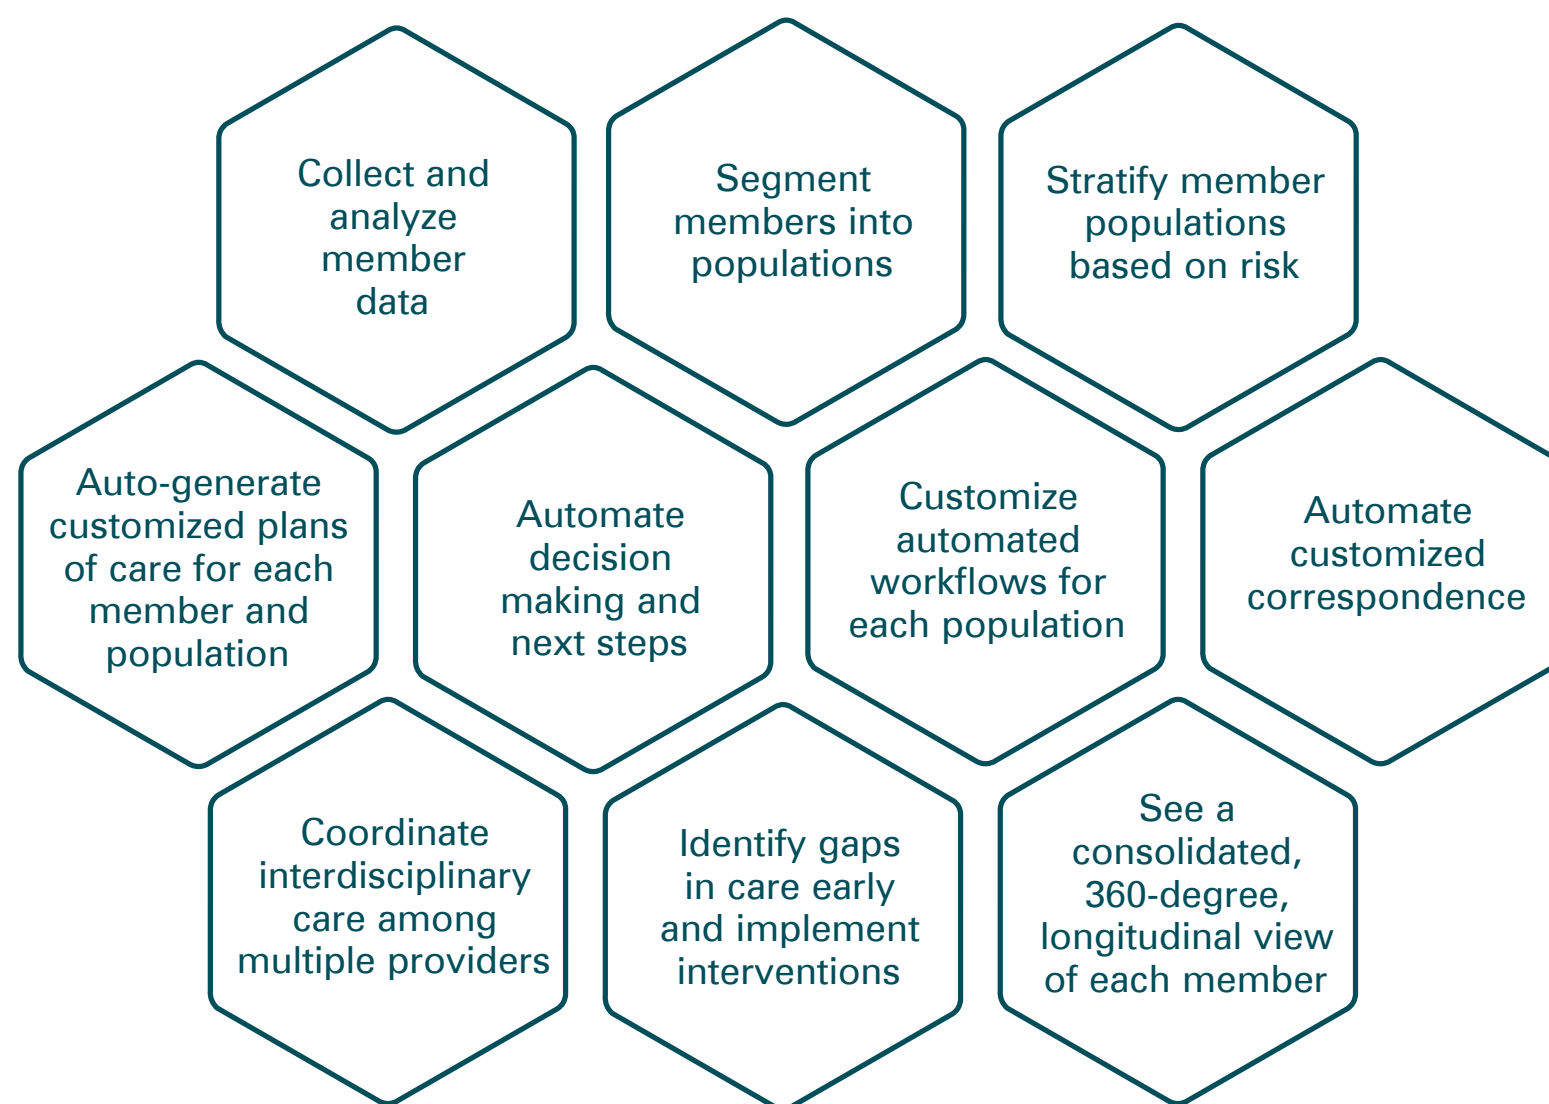 Collect and
analyze
member
data
Segment
members into
populations
Stratify member
populations
based on risk
Auto-generate
customized plans
of care for each
member and
population
Automate
decision
making and
next steps
Customize
automated
workflows for
each population
Automate
customized
correspondence
Coordinate
interdisciplinary
care among
multiple providers
Identify gaps
in care early
and implement
interventions
See a
consolidated,
360-degree,
longitudinal view
of each member